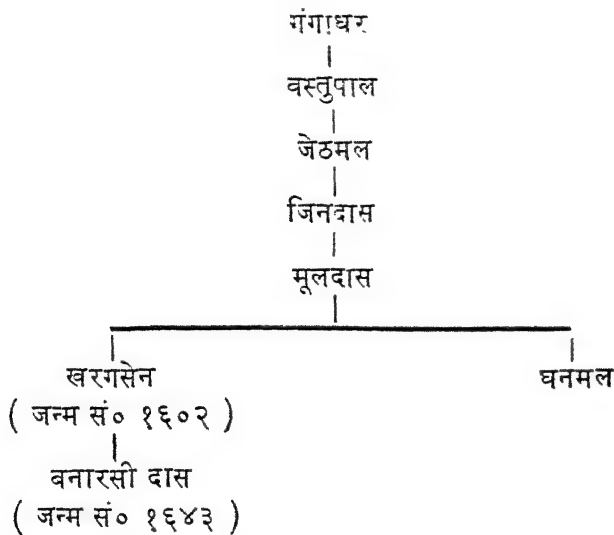 गंगाधर
वस्तुपाल
जेठमल
जिनदास
मूलदास
खरगसेन घनमल
( जन्म सं० १६०२ )
बनारसी दास
( जन्म सं० १६४३ )